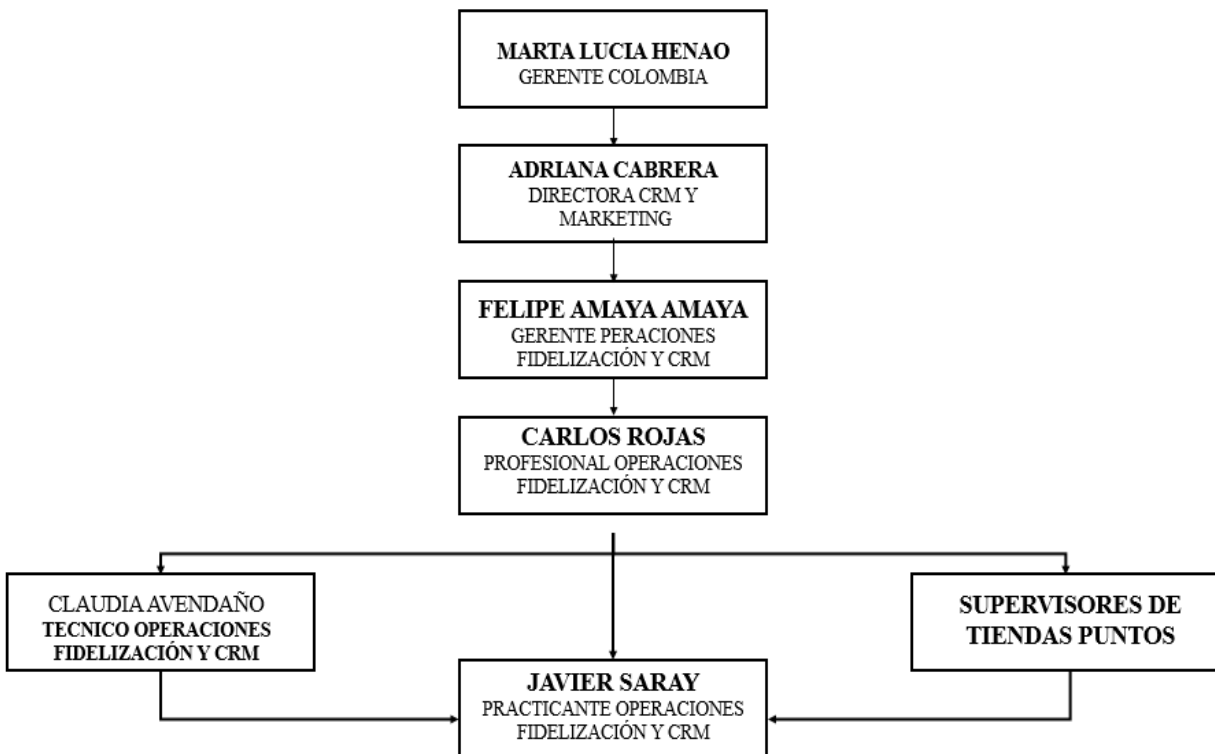 MARTA LUCIA HENAO
GERENTE COLOMBIA
ADRIANA CABRERA
DIRECTORA CRM Y
MARKETING
FELIPE AMAYA AMAYA
GERENTE PERACIONES
FIDELIZACIÓN Y CRM
CARLOS ROJAS
PROFESIONAL OPERACIONES
FIDELIZACIÓN Y CRM
CLAUDIA AVENDAÑO
TECNICO OPERACIONES
FIDELIZACIÓN Y CRM
SUPERVISORES DE
TIENDAS PUNTOS
JAVIER SARAY
PRACTICANTE OPERACIONES
FIDELIZACIÓN Y CRM